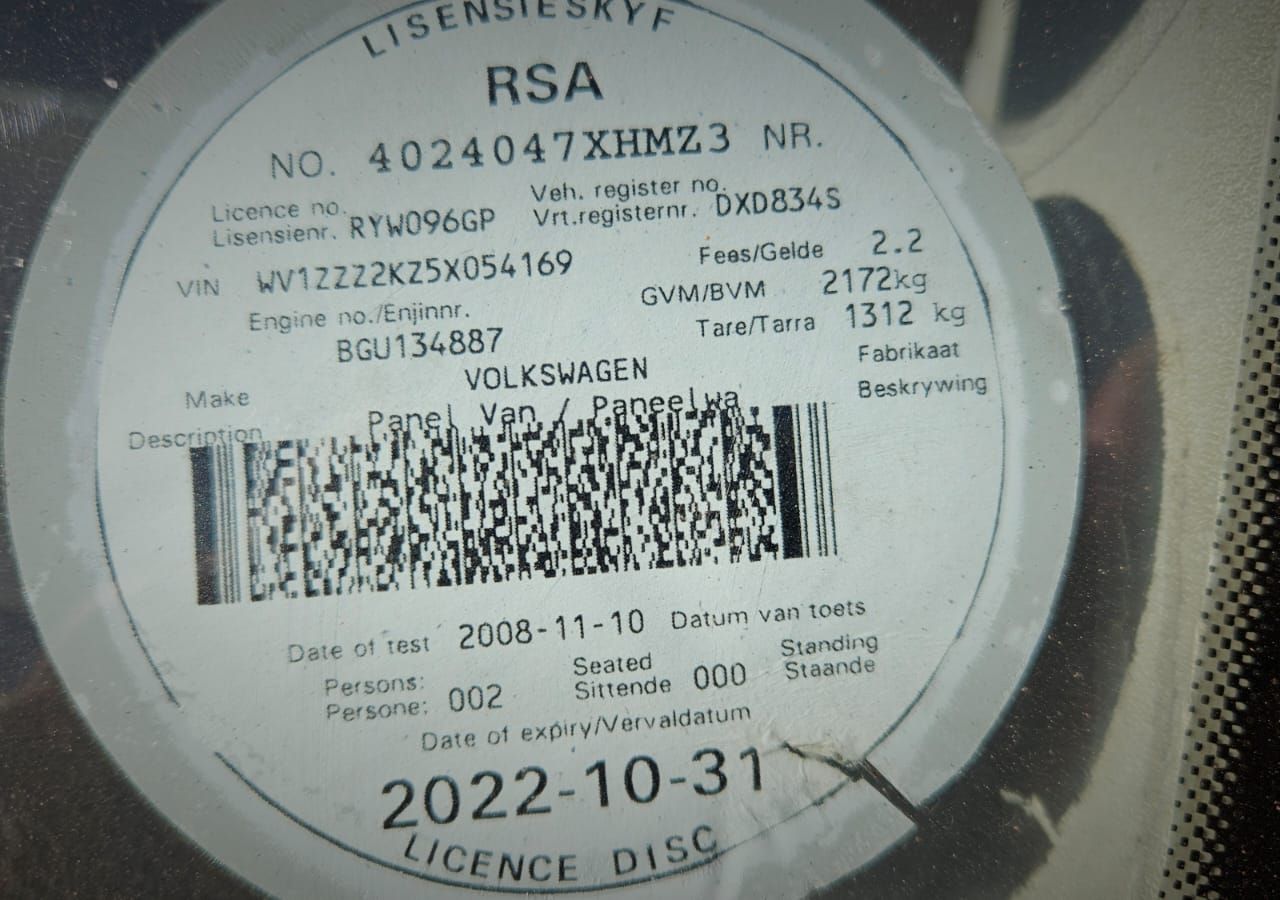 LISENSIESKYF
RSA
NO. 4024047XHMZ3 NR.
Licence no. Veh. register no.
Lisensienr. RYW096GP Vrt.registernr. DXD834S
VIN WV1ZZZ2KZ5X054169 Fees/Gelde 2.2
Engine no./Enjinnr. GVM/BVM 2172kg
BGU134887 Tare/Tarra 1312 kg
Make VOLKSWAGEN Fabrikaat
Description Panel Van / Paneelwa Beskrywing
Date of test 2008-11-10 Datum van toets
Persons: Seated Standing
Persone: 002 Sittende 000 Staande
Date of expiry/Vervaldatum
2022-10-31
LICENCE DISC